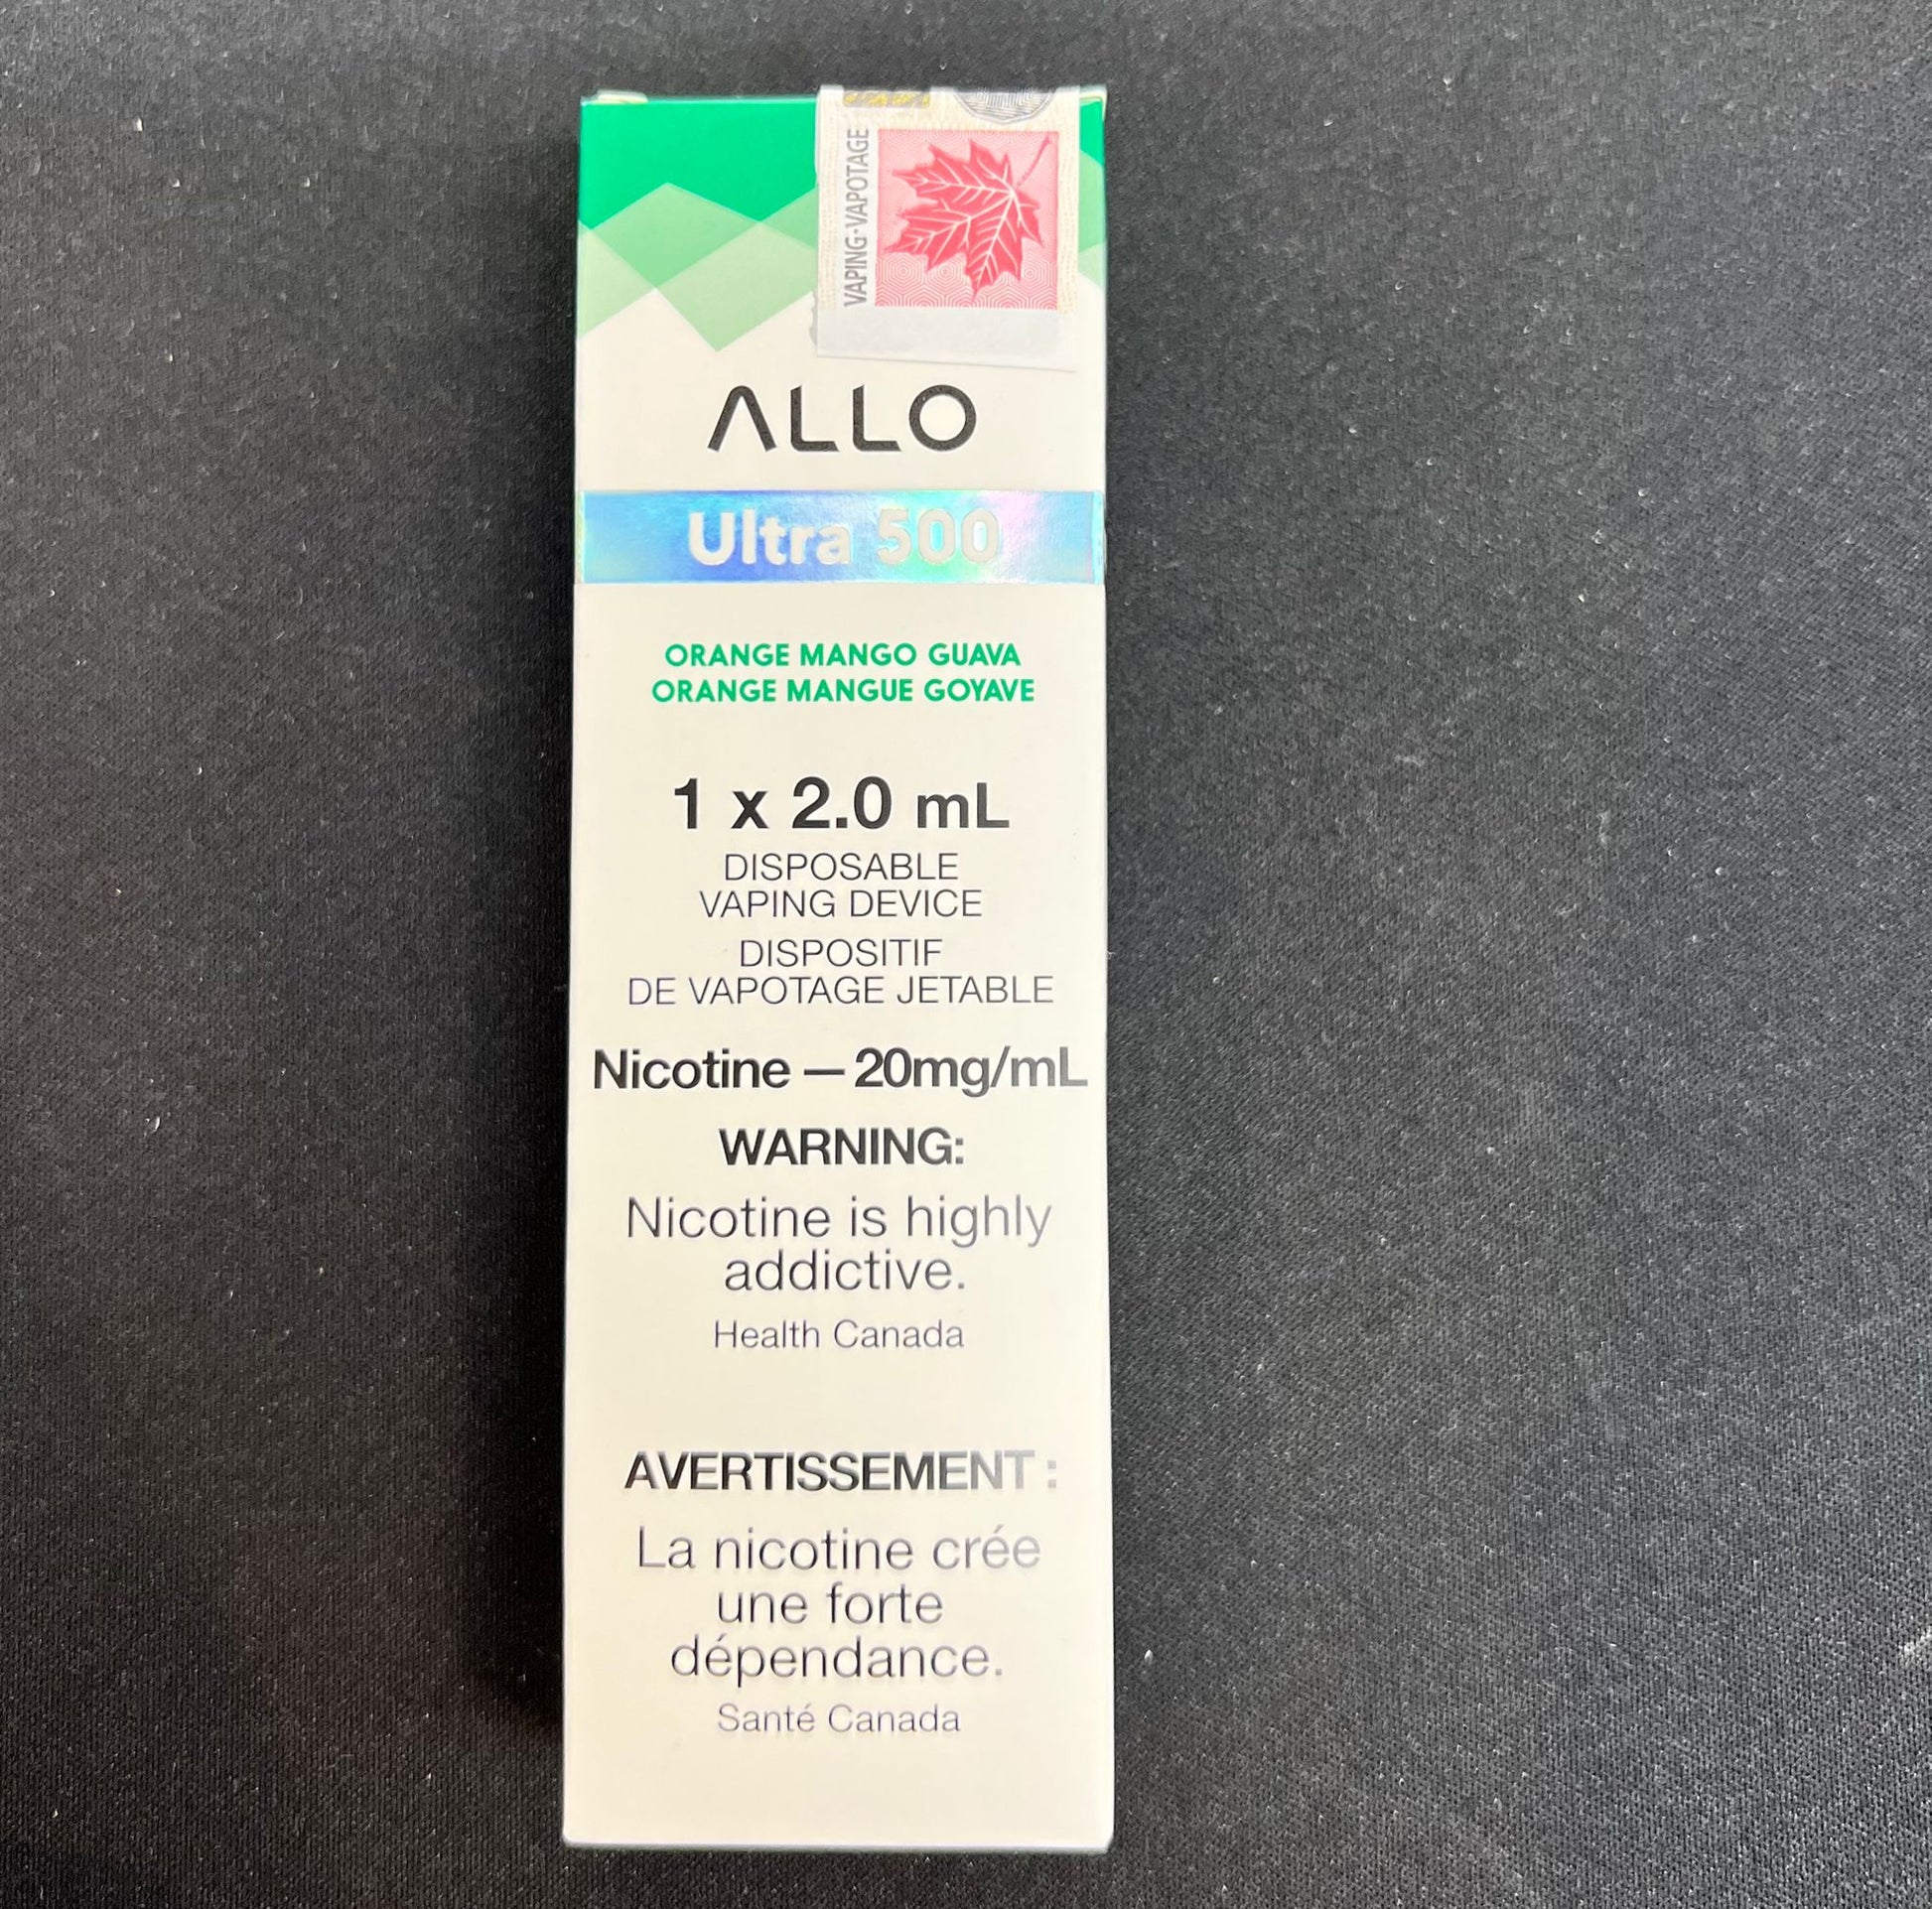 VAPING·VAPOTAGE
ALLO
Ultra 500
ORANGE MANGO GUAVA
ORANGE MANGUE GOYAVE
1 x 2.0 mL
DISPOSABLE
VAPING DEVICE
DISPOSITIF
DE VAPOTAGE JETABLE
Nicotine — 20mg/mL
WARNING:
Nicotine is highly
addictive.
Health Canada
AVERTISSEMENT :
La nicotine crée
une forte
dépendance.
Santé Canada